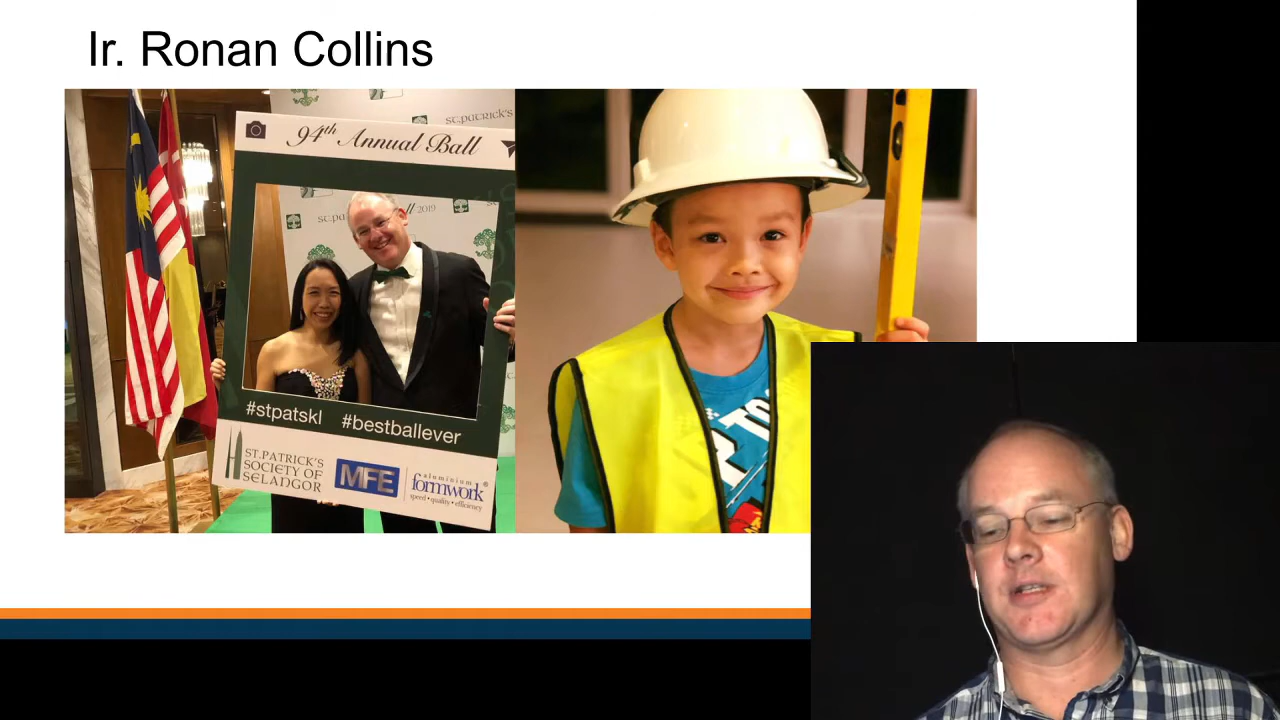 Ir. Ronan Collins
94th Annual Ball
ST.PATRICK'S
2019
#stpatskl #bestballever
ST.PATRICK'S
SOCIETY OF
SELANGOR
MFE
aluminium
formwork
speed • quality • efficiency